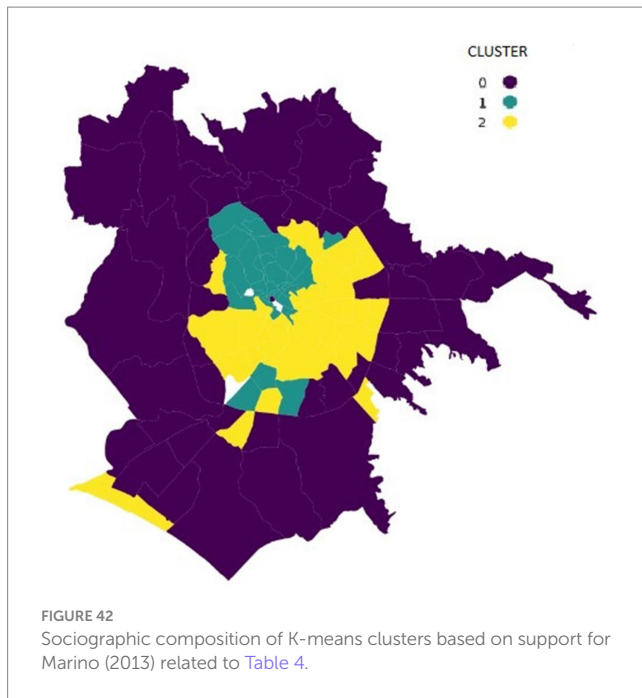 CLUSTER
0
1
2
FIGURE 42
Sociographic composition of K-means clusters based on support for
Marino (2013) related to Table 4.